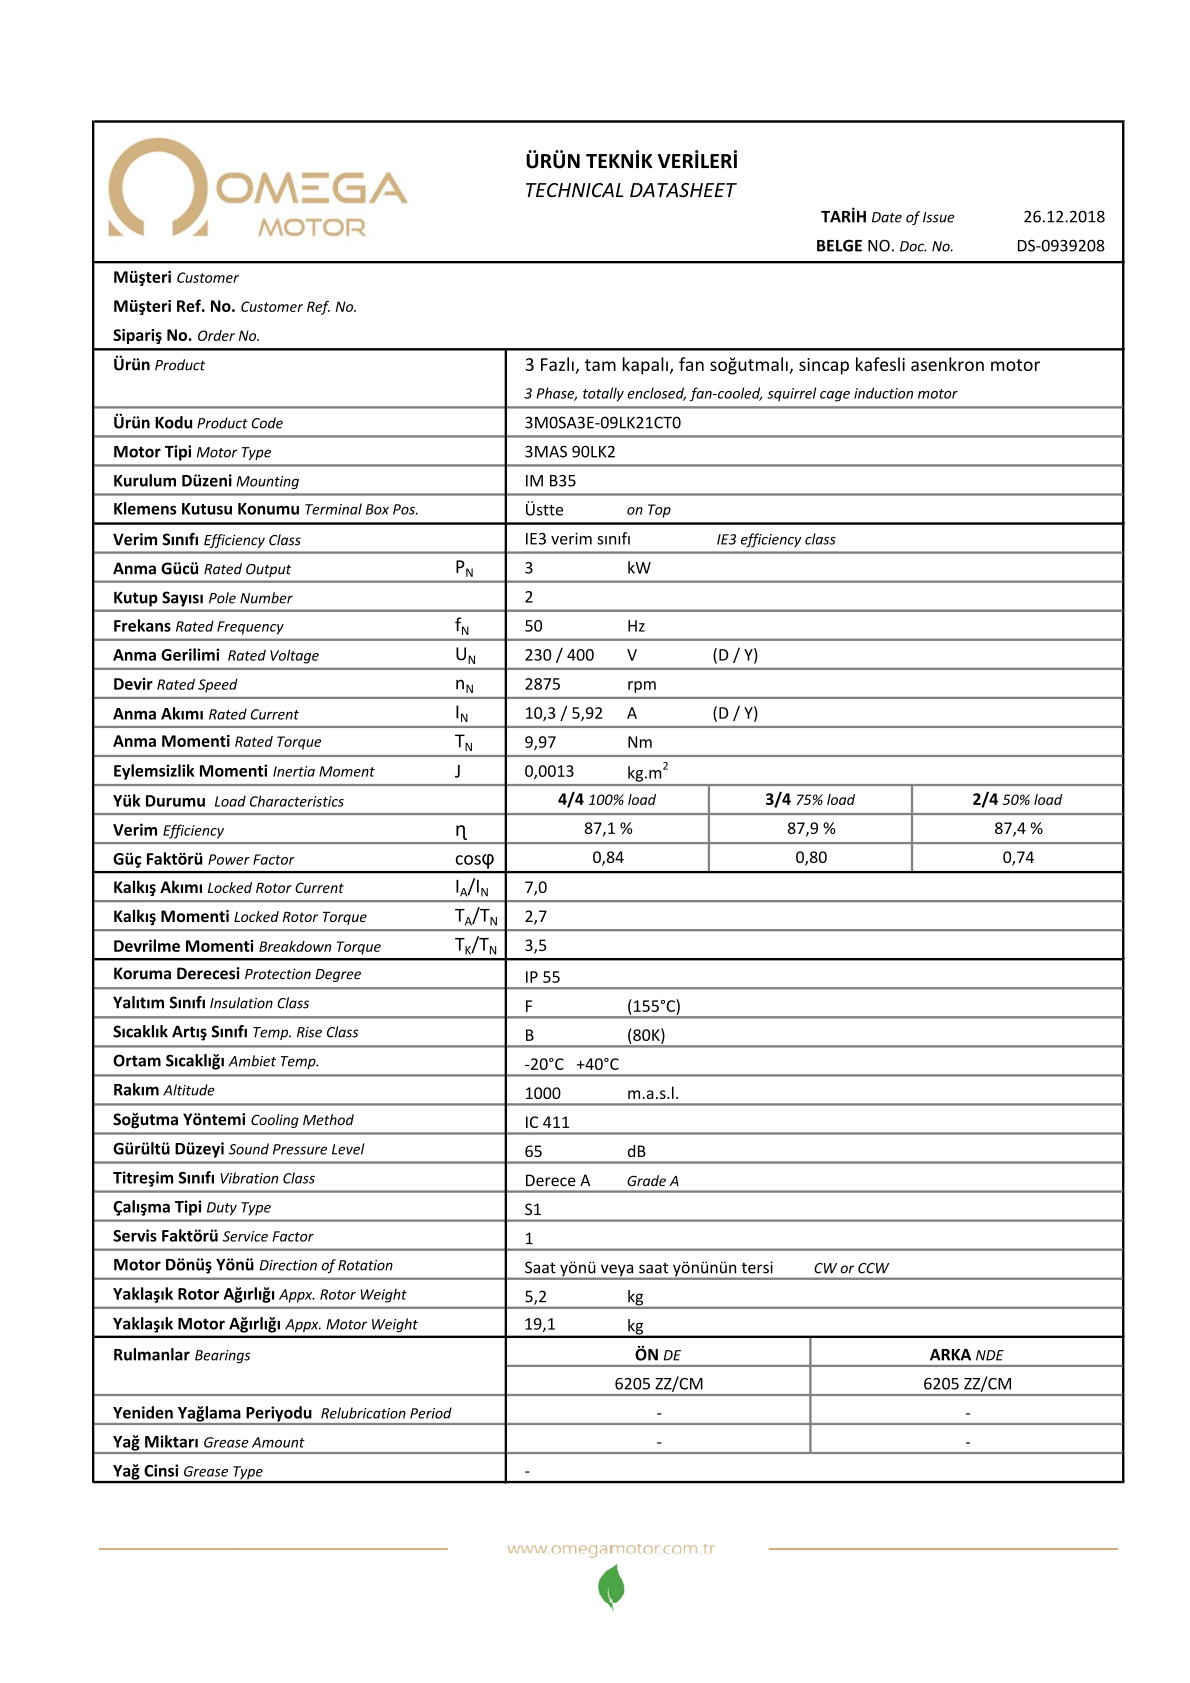 OMEGA
MOTOR
ÜRÜN TEKNİK VERİLERİ
TECHNICAL DATASHEET
TARİH Date of Issue 26.12.2018
BELGE NO. Doc. No. DS-0939208
Müşteri Customer
Müşteri Ref. No. Customer Ref. No.
Sipariş No. Order No.
Ürün Product 3 Fazlı, tam kapalı, fan soğutmalı, sincap kafesli asenkron motor
3 Phase, totally enclosed, fan-cooled, squirrel cage induction motor
Ürün Kodu Product Code 3M0SA3E-09LK21CT0
Motor Tipi Motor Type 3MAS 90LK2
Kurulum Düzeni Mounting IM B35
Klemens Kutusu Konumu Terminal Box Pos. Üstte on Top
Verim Sınıfı Efficiency Class IE3 verim sınıfı IE3 efficiency class
Anma Gücü Rated Output PN 3 kW
Kutup Sayısı Pole Number 2
Frekans Rated Frequency fN 50 Hz
Anma Gerilimi Rated Voltage UN 230 / 400 V (D / Y)
Devir Rated Speed nN 2875 rpm
Anma Akımı Rated Current IN 10,3 / 5,92 A (D / Y)
Anma Momenti Rated Torque TN 9,97 Nm
Eylemsizlik Momenti Inertia Moment J 0,0013 kg.m2
Yük Durumu Load Characteristics 4/4 100% load 3/4 75% load 2/4 50% load
Verim Efficiency η 87,1 % 87,9 % 87,4 %
Güç Faktörü Power Factor cosφ 0,84 0,80 0,74
Kalkış Akımı Locked Rotor Current IA/IN 7,0
Kalkış Momenti Locked Rotor Torque TA/TN 2,7
Devrilme Momenti Breakdown Torque TK/TN 3,5
Koruma Derecesi Protection Degree IP 55
Yalıtım Sınıfı Insulation Class F (155°C)
Sıcaklık Artış Sınıfı Temp. Rise Class B (80K)
Ortam Sıcaklığı Ambiet Temp. -20°C +40°C
Rakım Altitude 1000 m.a.s.l.
Soğutma Yöntemi Cooling Method IC 411
Gürültü Düzeyi Sound Pressure Level 65 dB
Titreşim Sınıfı Vibration Class Derece A Grade A
Çalışma Tipi Duty Type S1
Servis Faktörü Service Factor 1
Motor Dönüş Yönü Direction of Rotation Saat yönü veya saat yönünün tersi CW or CCW
Yaklaşık Rotor Ağırlığı Appx. Rotor Weight 5,2 kg
Yaklaşık Motor Ağırlığı Appx. Motor Weight 19,1 kg
Rulmanlar Bearings ÖN DE ARKA NDE
6205 ZZ/CM 6205 ZZ/CM
Yeniden Yağlama Periyodu Relubrication Period - -
Yağ Miktarı Grease Amount - -
Yağ Cinsi Grease Type -
www.omegamotor.com.tr